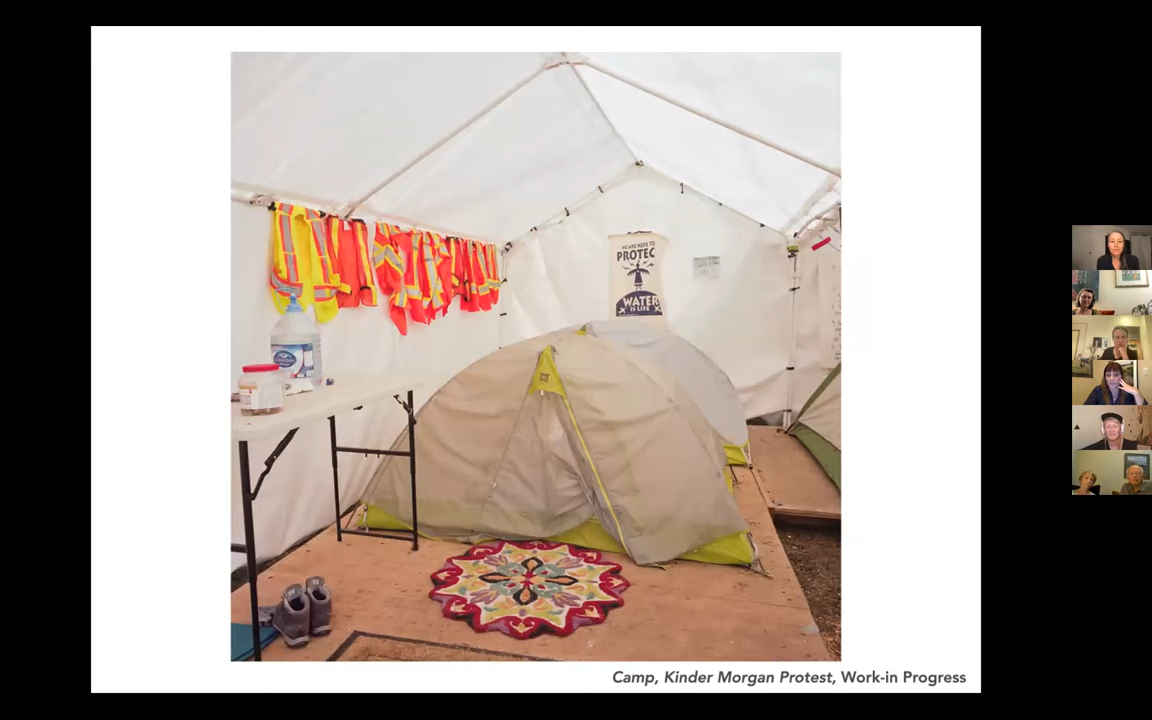 WE ARE HERE TO
PROTEC
WATER
IS LIFE
Camp, Kinder Morgan Protest, Work-in Progress